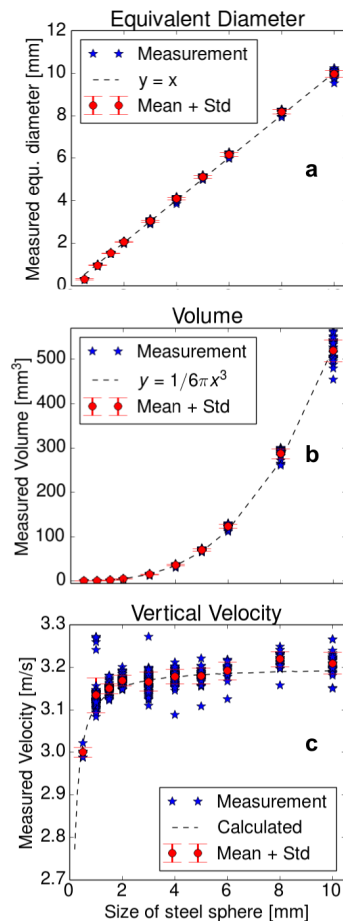 Equivalent Diameter
12
10
8
6
4
2
0
Measured equ. diameter [mm]
Measurement
y = x
Mean + Std
a
Volume
500
400
300
200
100
0
Measured Volume [mm³]
Measurement
y = 1/6πx³
Mean + Std
b
Vertical Velocity
3.3
3.2
3.1
3.0
2.9
2.8
2.7
Measured Velocity [m/s]
c
Measurement
Calculated
Mean + Std
0 2 4 6 8 10
Size of steel sphere [mm]